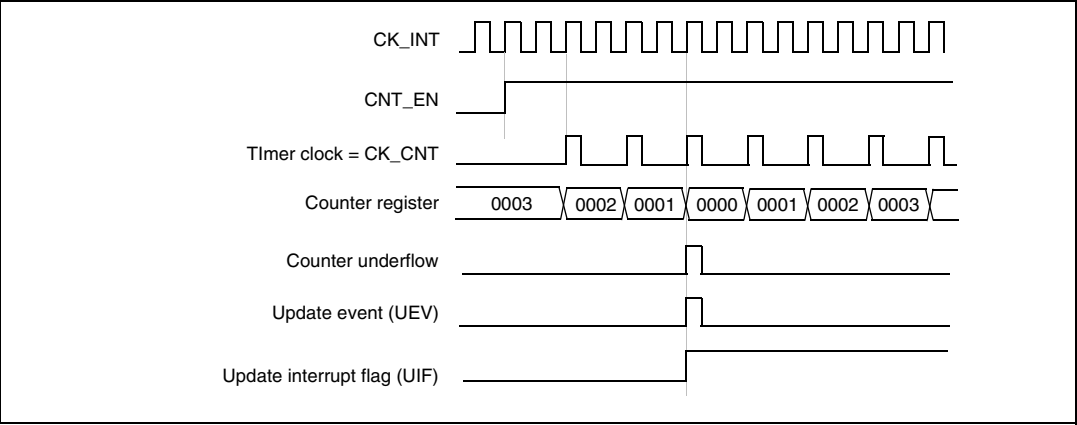 CK_INT
CNT_EN
TImer clock = CK_CNT
Counter register 0003 0002 0001 0000 0001 0002 0003
Counter underflow
Update event (UEV)
Update interrupt flag (UIF)